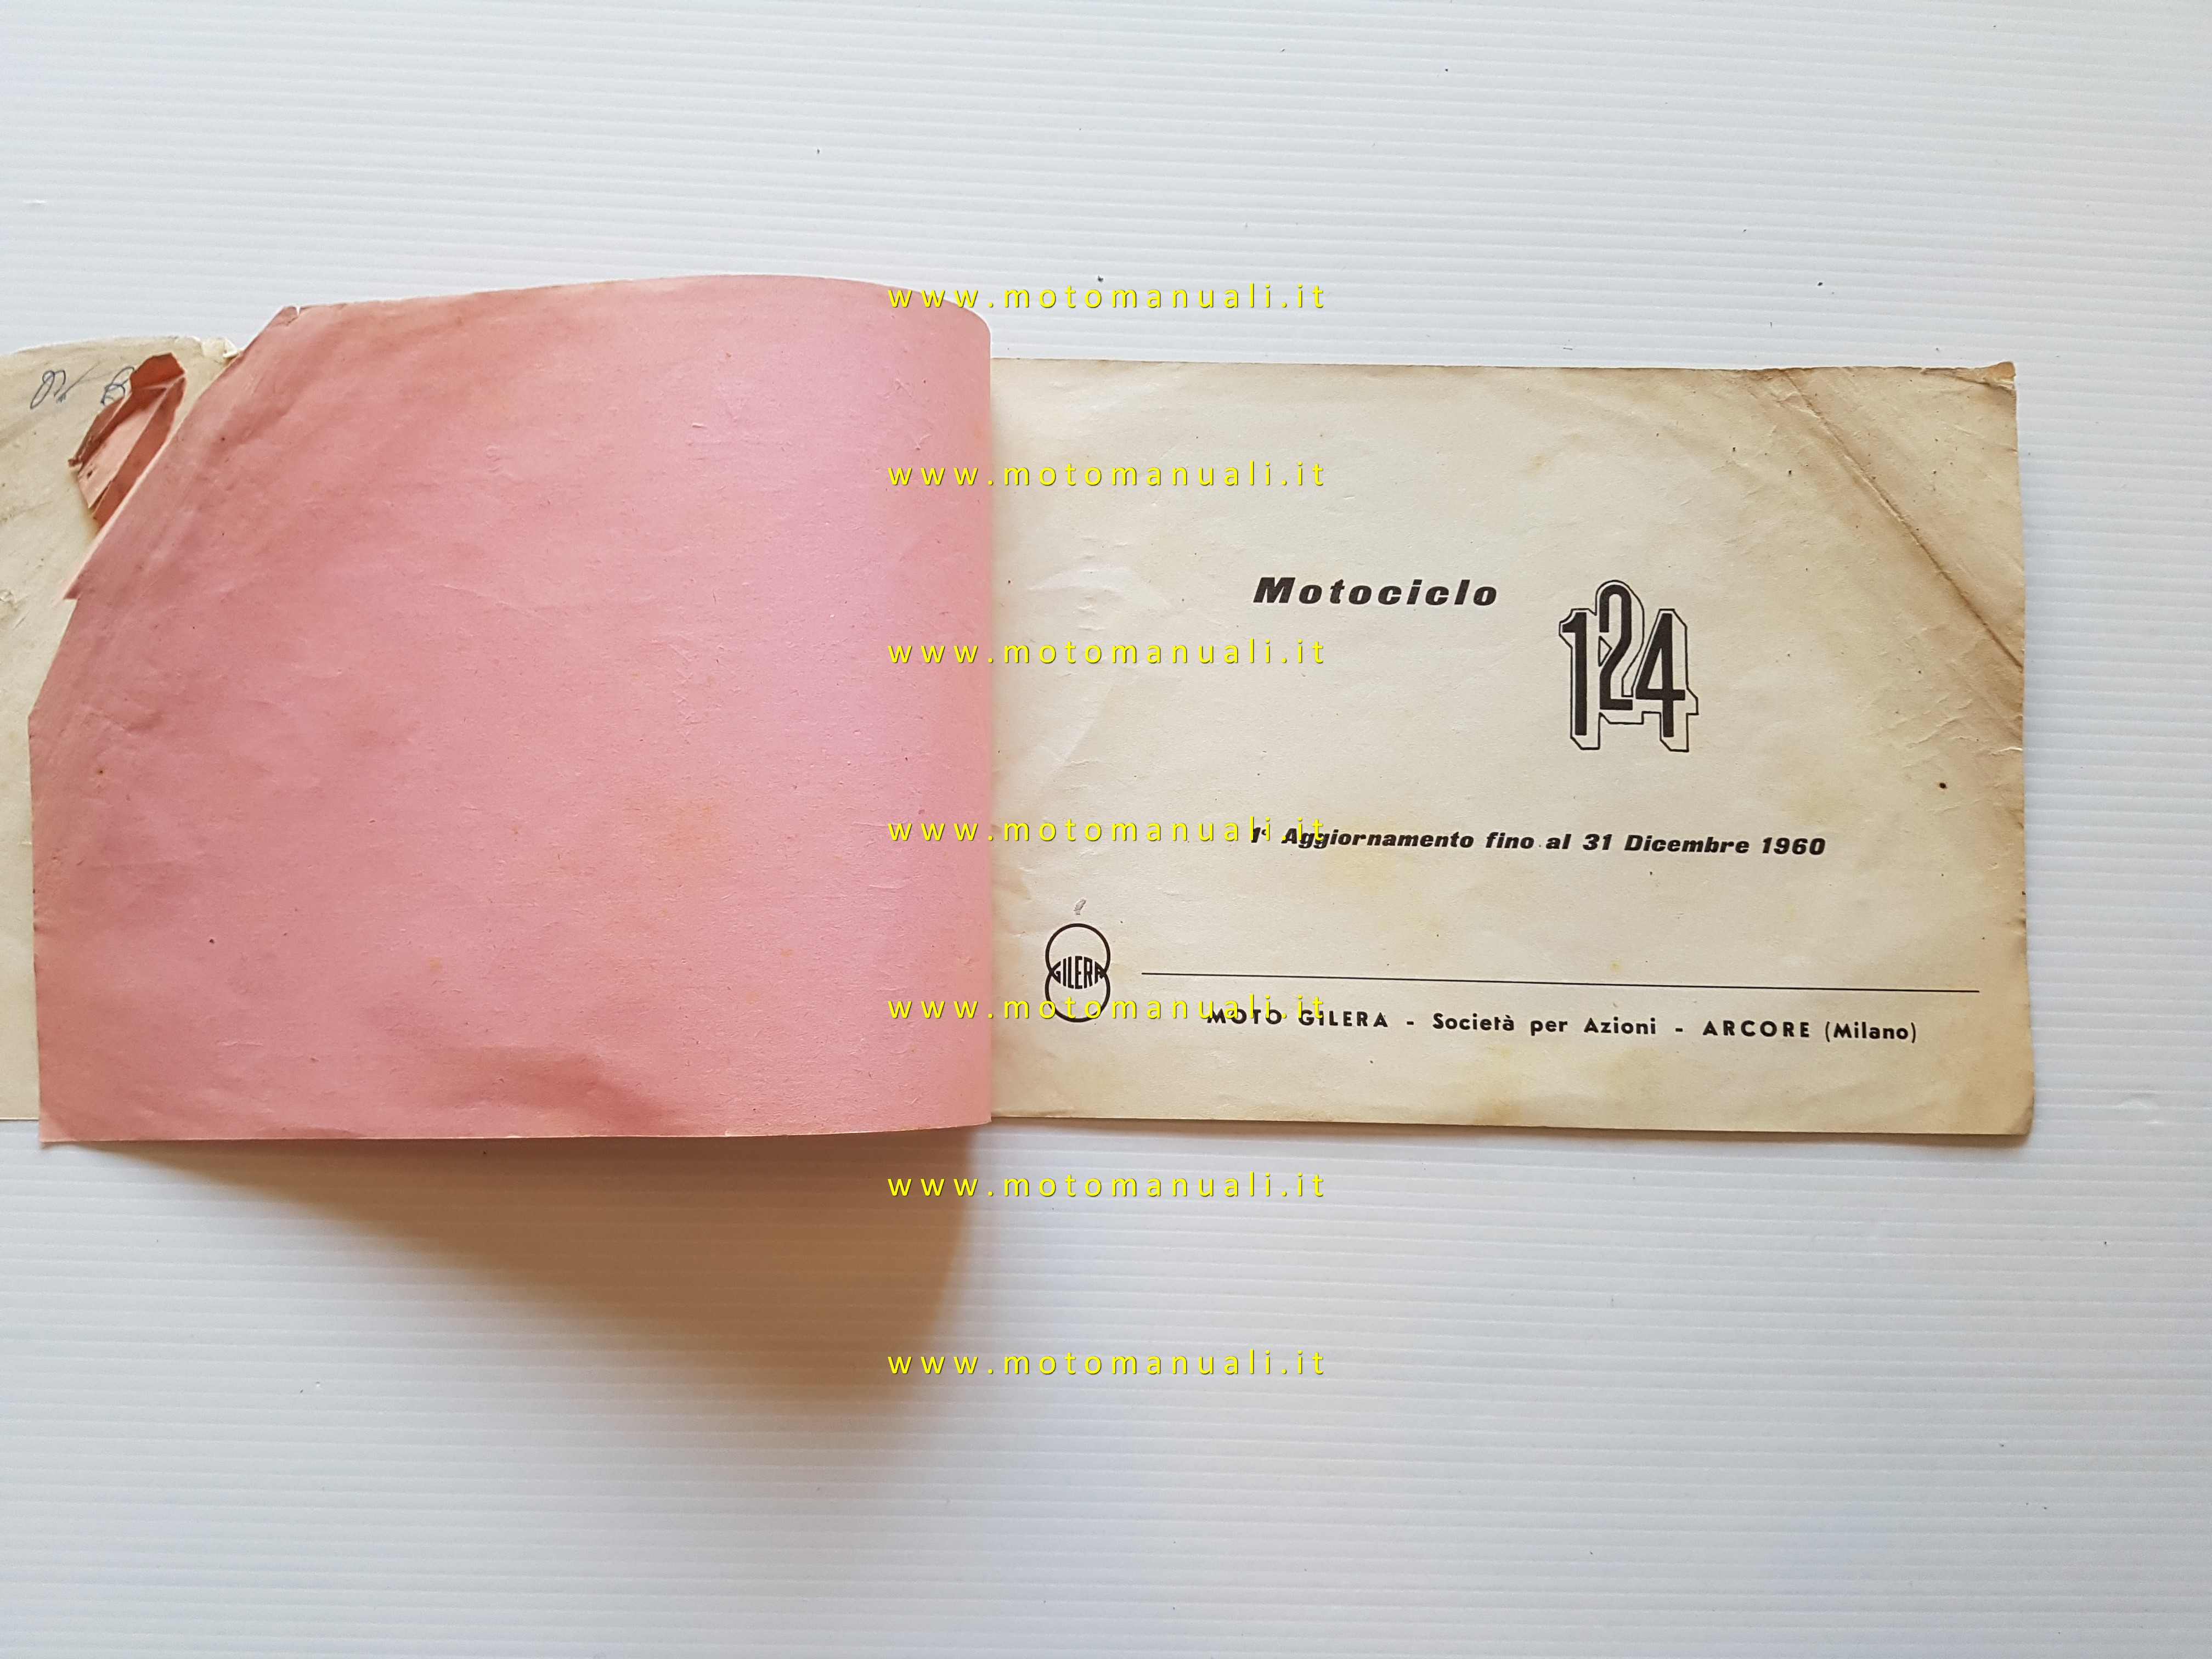 www.motomanuali.it
www.motomanuali.it
Motociclo
124
www.motomanuali.it
www.motomanuali.it
1° Aggiornamento fino al 31 Dicembre 1960
GILERA
www.motomanuali.it
MOTO GILERA - Società per Azioni - ARCORE (Milano)
www.motomanuali.it
www.motomanuali.it